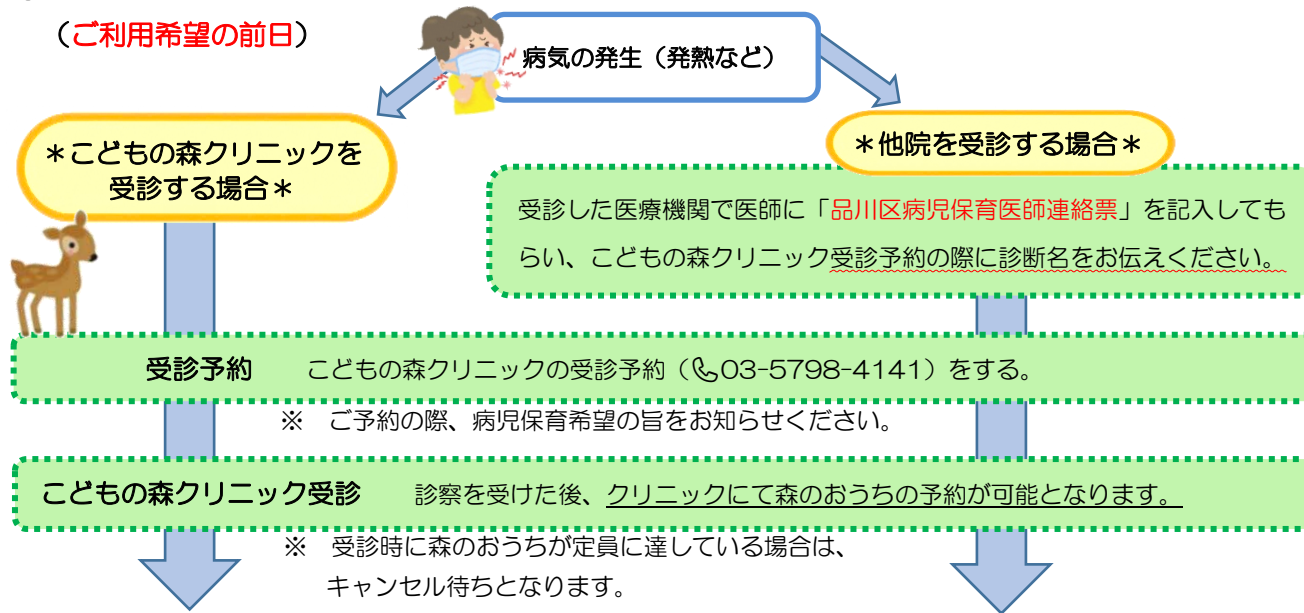 （ご利用希望の前日）
病気の発生（発熱など）
＊こどもの森クリニックを
受診する場合＊
＊他院を受診する場合＊
受診した医療機関で医師に「品川区病児保育医師連絡票」を記入しても
らい、こどもの森クリニック受診予約の際に診断名をお伝えください。
受診予約　こどもの森クリニックの受診予約（📞03-5798-4141）をする。
※　ご予約の際、病児保育希望の旨をお知らせください。
こどもの森クリニック受診　診察を受けた後、クリニックにて森のおうちの予約が可能となります。
※　受診時に森のおうちが定員に達している場合は、
キャンセル待ちとなります。